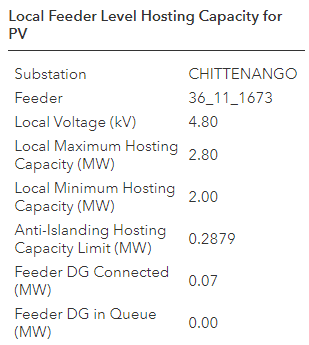 Local Feeder Level Hosting Capacity for
PV
Substation CHITTENANGO
Feeder 36_11_1673
Local Voltage (kV) 4.80
Local Maximum Hosting
Capacity (MW) 2.80
Local Minimum Hosting
Capacity (MW) 2.00
Anti-Islanding Hosting
Capacity Limit (MW) 0.2879
Feeder DG Connected
(MW) 0.07
Feeder DG in Queue
(MW) 0.00